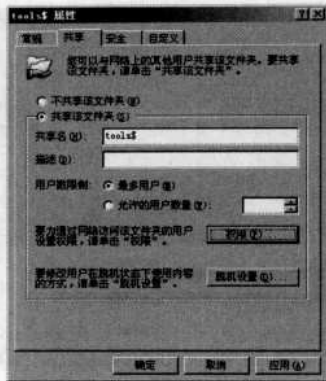 tools$ 属性
常规 共享 安全 自定义
您可以与网络上的其他用户共享该文件夹。要共享
该文件夹，请单击“共享该文件夹”。
不共享该文件夹(N)
共享该文件夹(S)
共享名(H): tools$
描述(D):
用户数限制: 最多用户(M)
允许的用户数量(W):
要为通过网络访问该文件夹的用户
设置权限，请单击“权限”。
权限(P)
要修改用户在脱机状态下使用内容
的方式，请单击“脱机设置”。
脱机设置(O)
确定 取消 应用(A)